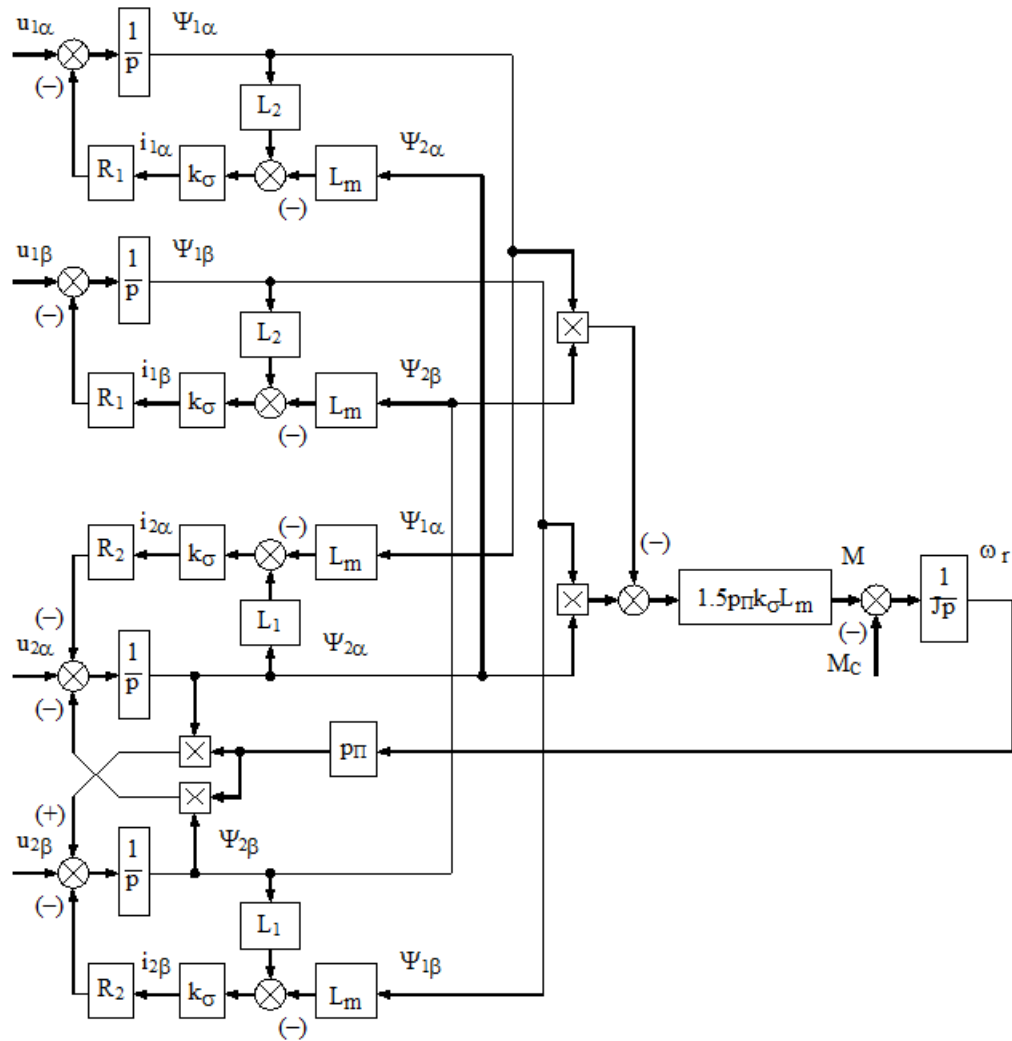 u₁α
(−)
1
p
Ψ₁α
L₂
i₁α
Ψ₂α
R₁
kσ
Lm
(−)
u₁β
(−)
1
p
Ψ₁β
L₂
i₁β
Ψ₂β
R₁
kσ
Lm
(−)
×
i₂α
(−)
Ψ₁α
R₂
kσ
Lm
(−)
L₁
u₂α
(−)
1
p
Ψ₂α
×
(−)
1.5pпkσLm
M
(−)
MC
1
Jp
ωr
×
pп
×
(+)
u₂β
(−)
1
p
Ψ₂β
L₁
i₂β
Ψ₁β
R₂
kσ
Lm
(−)